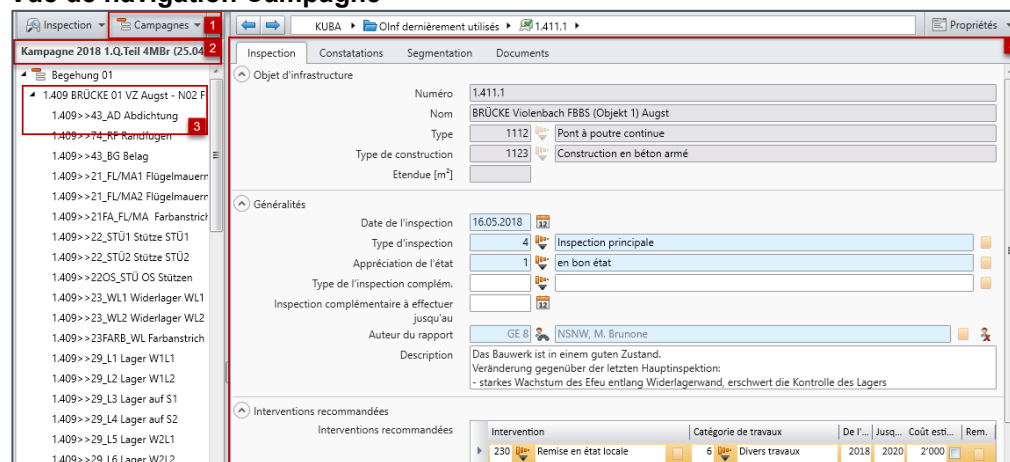 Vue de navigation Campagne
Inspection Campagnes 1
Kampagne 2018 1.Q.Teil 4MBr (25.04 2
Begehung 01
1.409 BRÜCKE 01 VZ Augst - N02 F
1.409>>43_AD Abdichtung
3
1.409>>74_RF Randfugen
1.409>>43_BG Belag
1.409>>21_FL/MA1 Flügelmauern
1.409>>21_FL/MA2 Flügelmauern
1.409>>21FA_FL/MA Farbanstrich
1.409>>22_STÜ1 Stütze STÜ1
1.409>>22_STÜ2 Stütze STÜ2
1.409>>22OS_STÜ OS Stützen
1.409>>23_WL1 Widerlager WL1
1.409>>23_WL2 Widerlager WL2
1.409>>23FARB_WL Farbanstrich
1.409>>29_L1 Lager W1L1
1.409>>29_L2 Lager W1L2
1.409>>29_L3 Lager auf S1
1.409>>29_L4 Lager auf S2
1.409>>29_L5 Lager W2L1
1.409>>29_L6 Lager W2L2
KUBA OInf dernièrement utilisés 1.411.1 Propriétés
Inspection Constatations Segmentation Documents
Objet d'infrastructure
Numéro 1.411.1
Nom BRÜCKE Violenbach FBBS (Objekt 1) Augst
Type 1112 Pont à poutre continue
Type de construction 1123 Construction en béton armé
Etendue [m²]
Généralités
Date de l'inspection 16.05.2018 12
Type d'inspection 4 Inspection principale
Appréciation de l'état 1 en bon état
Type de l'inspection complém.
Inspection complémentaire à effectuer 12
jusqu'au
Auteur du rapport GE 8 NSNW, M. Brunone
Description Das Bauwerk ist in einem guten Zustand.
Veränderung gegenüber der letzten Hauptinspektion:
- starkes Wachstum des Efeu entlang Widerlagerwand, erschwert die Kontrolle des Lagers
Interventions recommandées
Interventions recommandées Intervention Catégorie de travaux De l'... Jusq... Coût esti... Rem.
230 Remise en état locale 6 Divers travaux 2018 2020 2'000